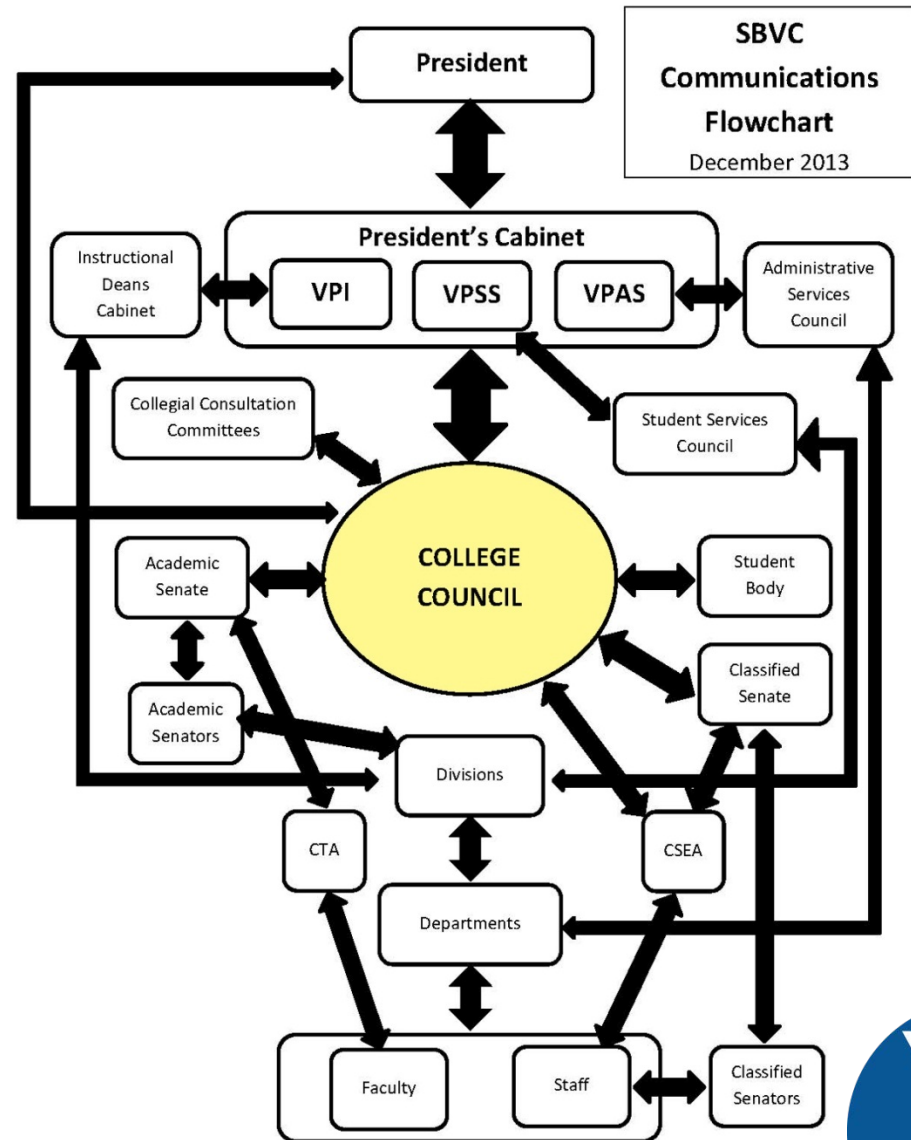 SBVC
Communications
Flowchart
December 2013
President
President's Cabinet
VPI
VPSS
VPAS
Instructional
Deans
Cabinet
Administrative
Services
Council
Collegial Consultation
Committees
Student Services
Council
COLLEGE
COUNCIL
Academic
Senate
Student
Body
Academic
Senators
Classified
Senate
Divisions
CTA
CSEA
Departments
Faculty
Staff
Classified
Senators